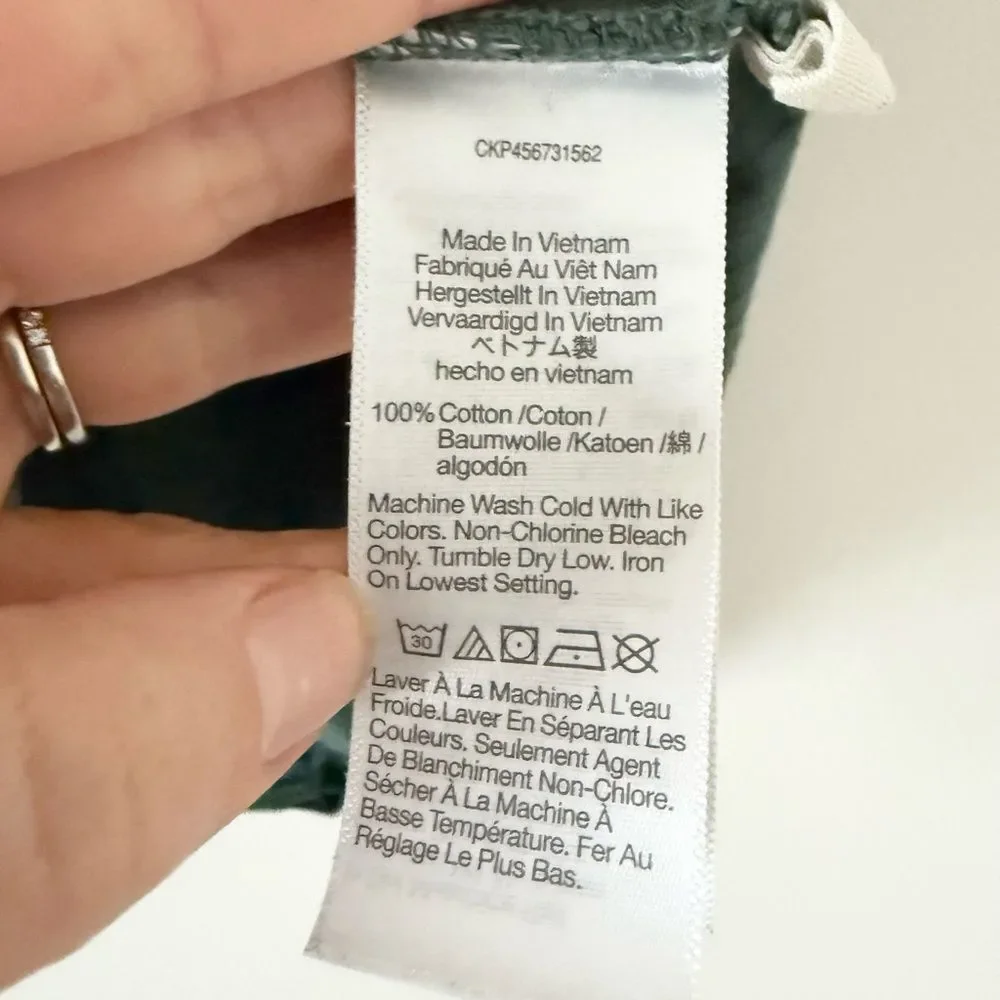 CKP456731562
Made In Vietnam
Fabriqué Au Viêt Nam
Hergestellt In Vietnam
Vervaardigd In Vietnam
ベトナム製
hecho en vietnam
100% Cotton /Coton /
Baumwolle /Katoen /綿 /
algodón
Machine Wash Cold With Like
Colors. Non-Chlorine Bleach
Only. Tumble Dry Low. Iron
On Lowest Setting.
30
Laver À La Machine À L'eau
Froide.Laver En Séparant Les
Couleurs. Seulement Agent
De Blanchiment Non-Chlore.
Sécher À La Machine À
Basse Température. Fer Au
Réglage Le Plus Bas.